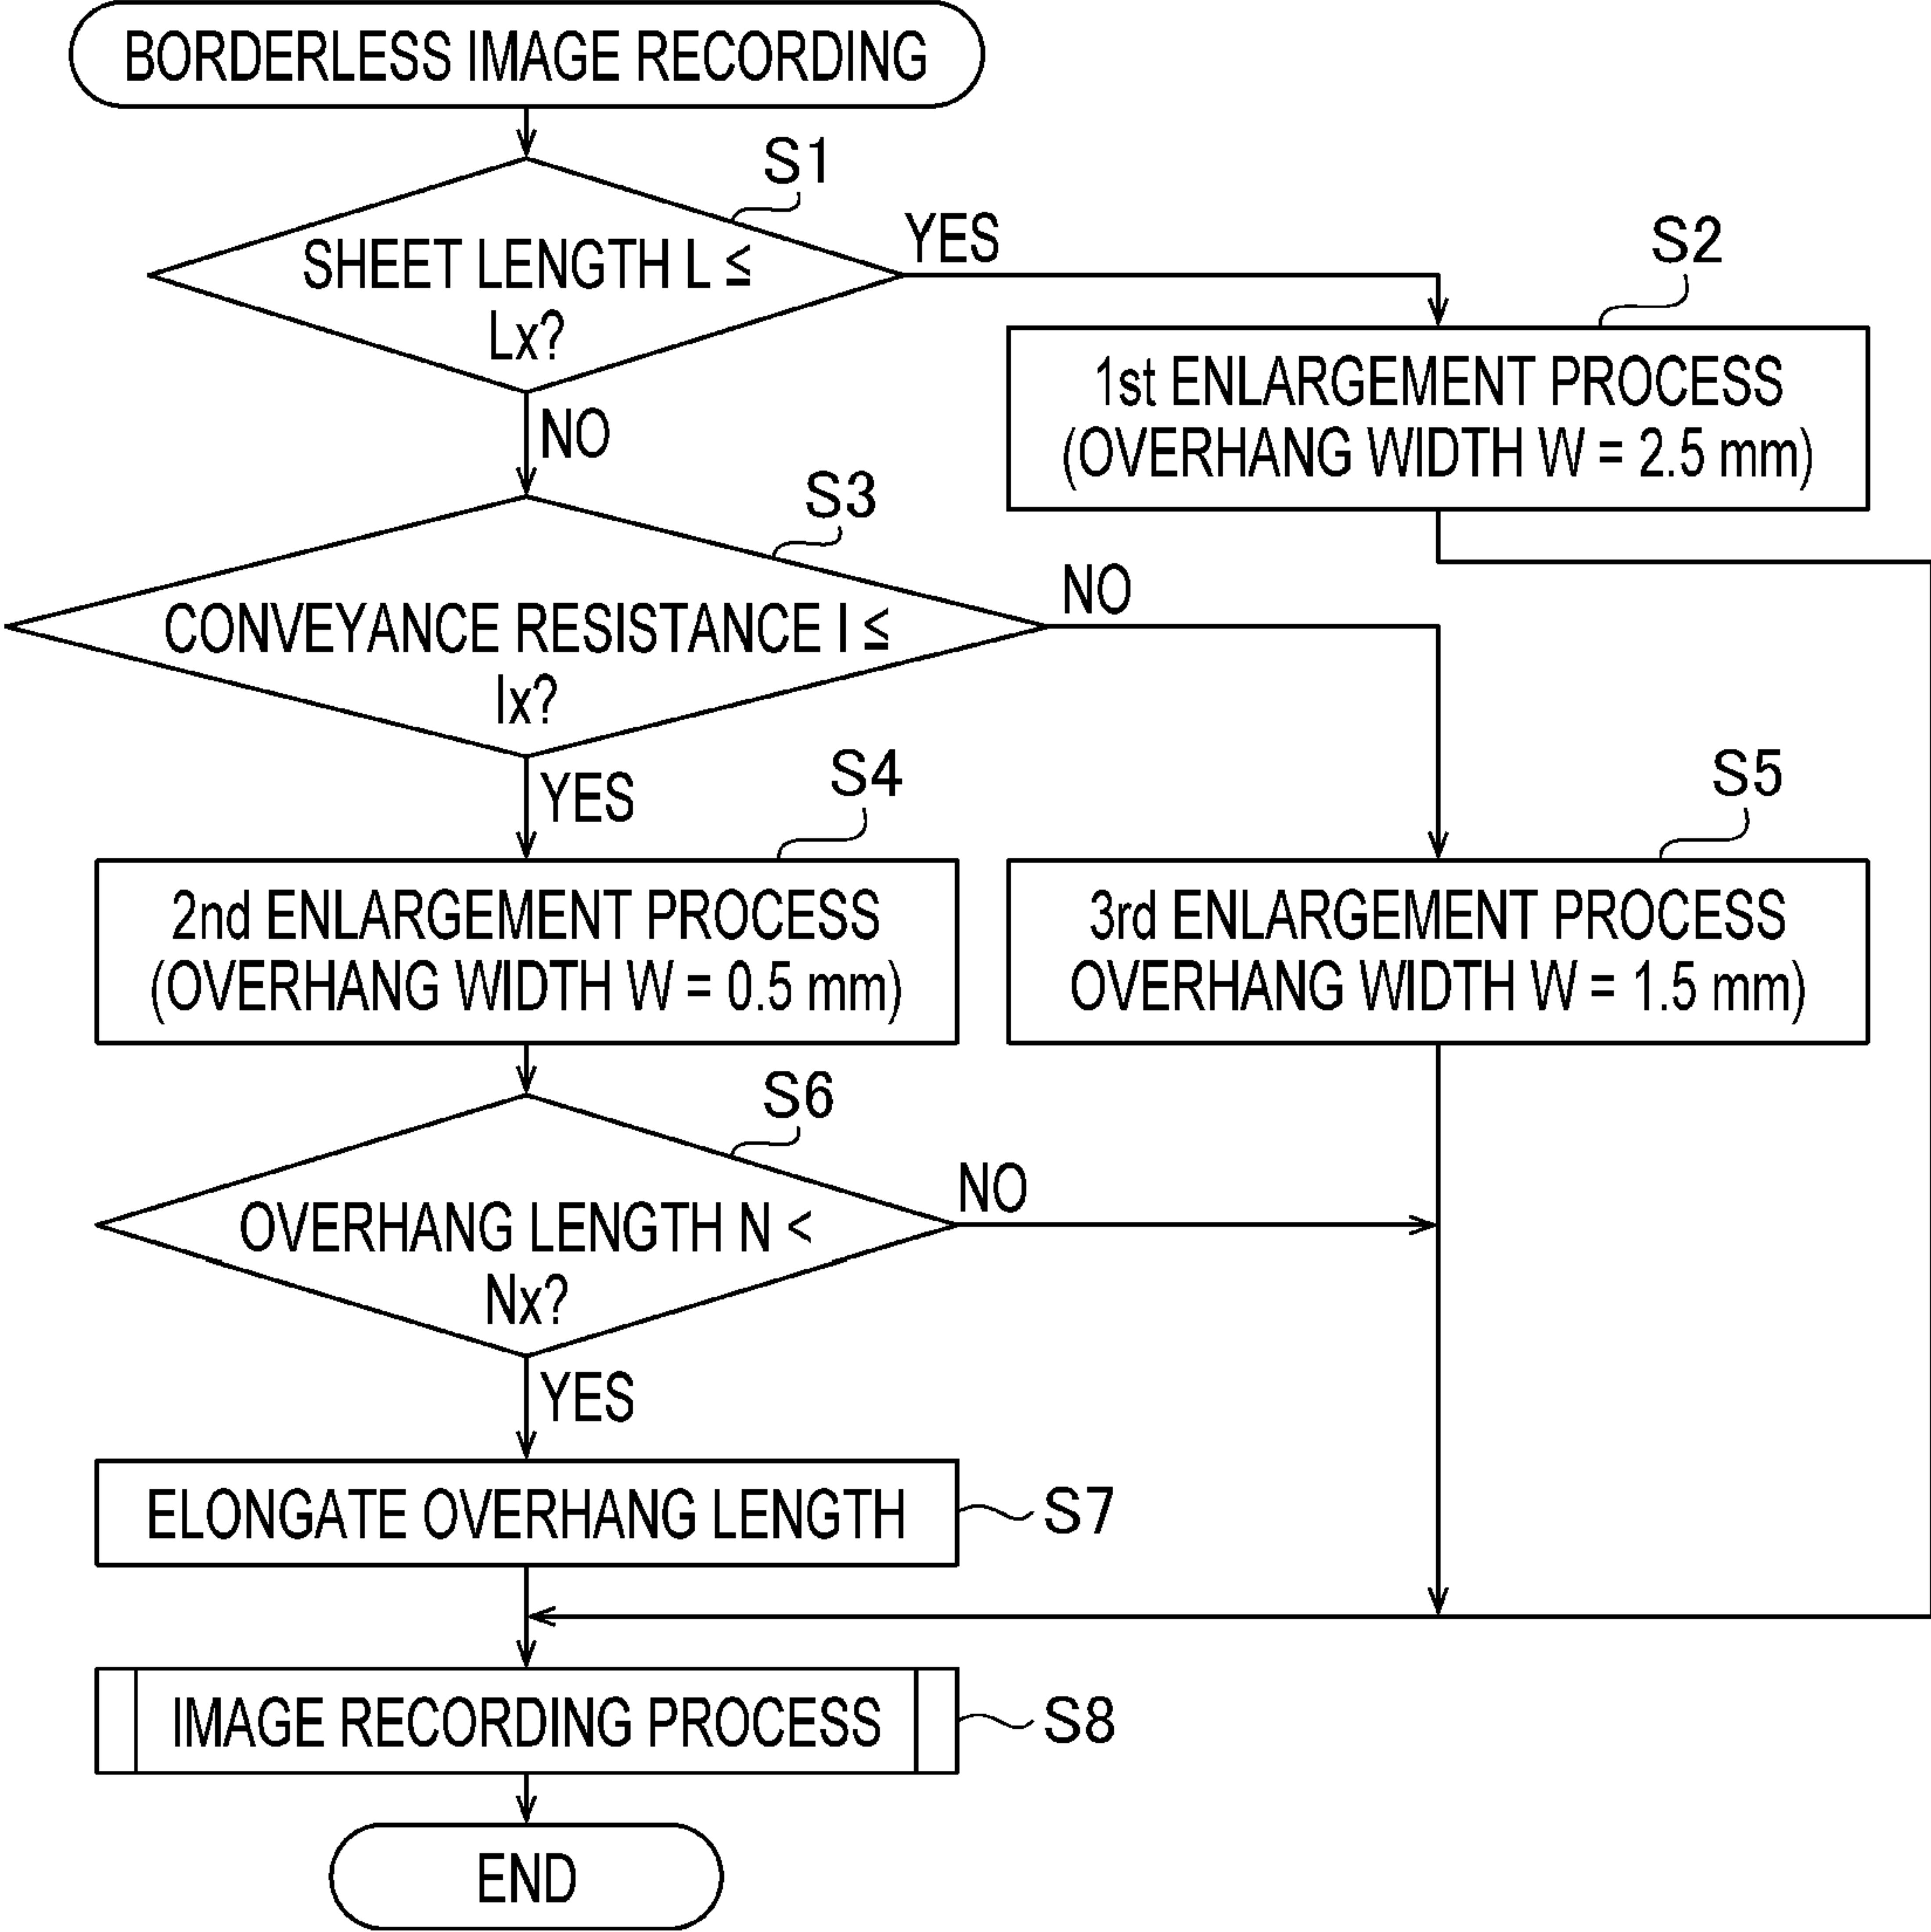 BORDERLESS IMAGE RECORDING
S1
SHEET LENGTH L ≤
Lx?
YES
S2
1st ENLARGEMENT PROCESS
(OVERHANG WIDTH W = 2.5 mm)
NO
S3
CONVEYANCE RESISTANCE I ≤
Ix?
NO
YES
S4
2nd ENLARGEMENT PROCESS
(OVERHANG WIDTH W = 0.5 mm)
S5
3rd ENLARGEMENT PROCESS
OVERHANG WIDTH W = 1.5 mm)
S6
OVERHANG LENGTH N <
Nx?
NO
YES
ELONGATE OVERHANG LENGTH
S7
IMAGE RECORDING PROCESS
S8
END